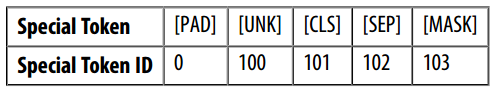 Special Token [PAD] [UNK] [CLS] [SEP] [MASK]
Special Token ID 0 100 101 102 103